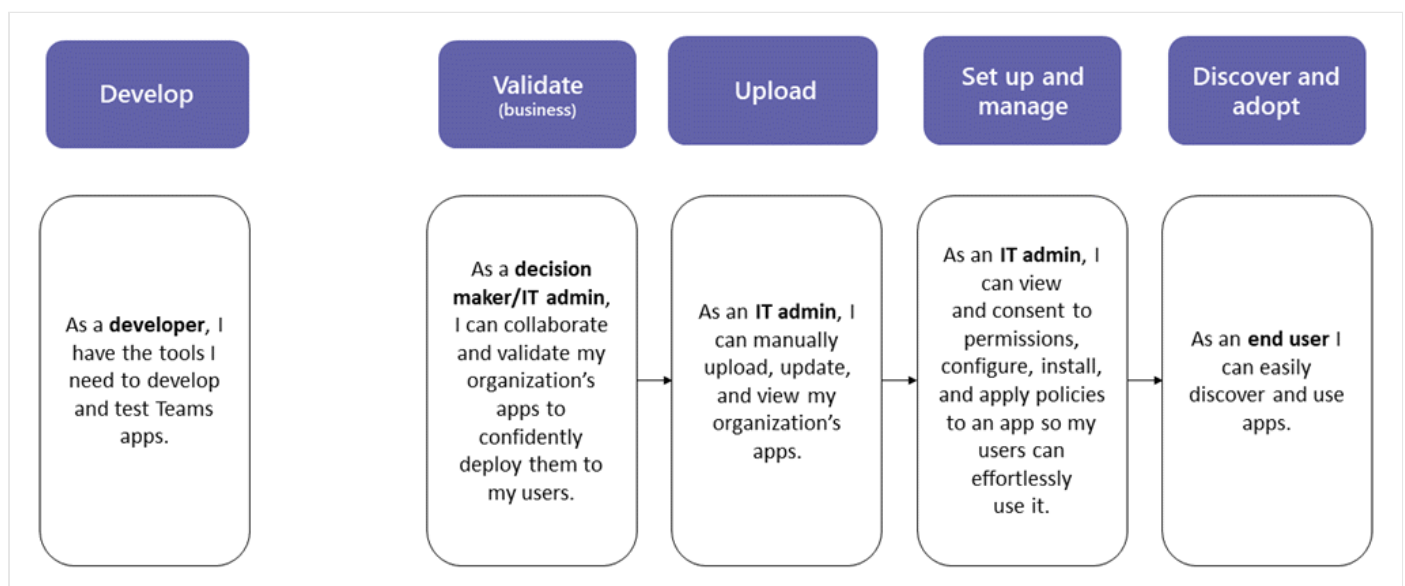 Develop
Validate
(business)
Upload
Set up and
manage
Discover and
adopt
As a developer, I
have the tools I
need to develop
and test Teams
apps.
As a decision
maker/IT admin,
I can collaborate
and validate my
organization’s
apps to
confidently
deploy them to
my users.
As an IT admin, I
can manually
upload, update,
and view my
organization’s
apps.
As an IT admin, I
can view
and consent to
permissions,
configure, install,
and apply policies
to an app so my
users can
effortlessly
use it.
As an end user I
can easily
discover and use
apps.